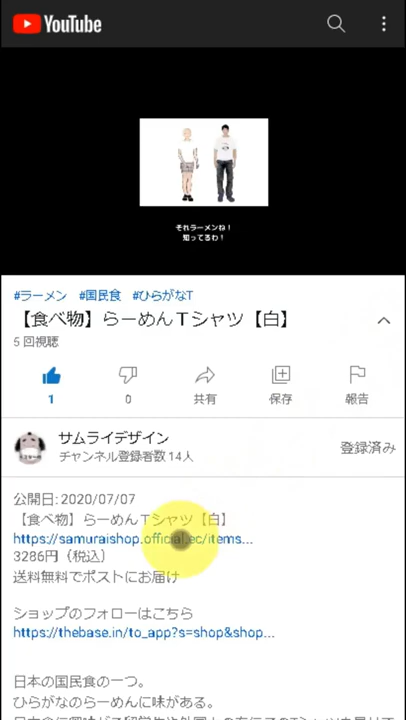 YouTube
それラーメンね！
知ってるわ！
#ラーメン #国民食 #ひらがなT
【食べ物】らーめんＴシャツ【白】
5 回視聴
1
0
共有
保存
報告
サムライデザイン
チャンネル登録者数 14人
登録済み
公開日: 2020/07/07
【食べ物】らーめんＴシャツ【白】
https://samuraishop.official.ec/items...
3286円（税込）
送料無料でポストにお届け
ショップのフォローはこちら
https://thebase.in/to_app?s=shop&shop...
日本の国民食の一つ。
ひらがなのらーめんに味がある。